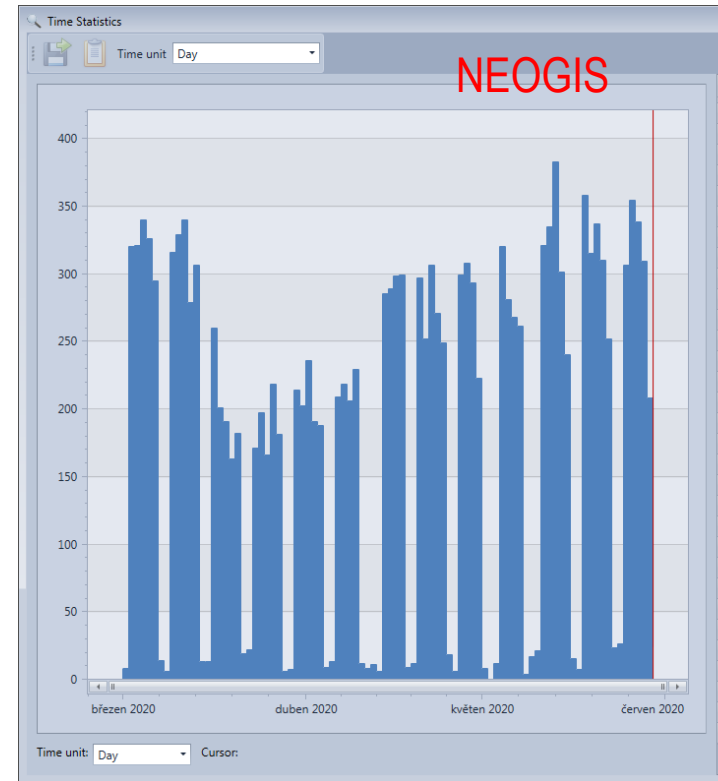 Time Statistics
Time unit Day
NEOGIS
400
350
300
250
200
150
100
50
0
březen 2020 duben 2020 květen 2020 červen 2020
Time unit: Day Cursor: